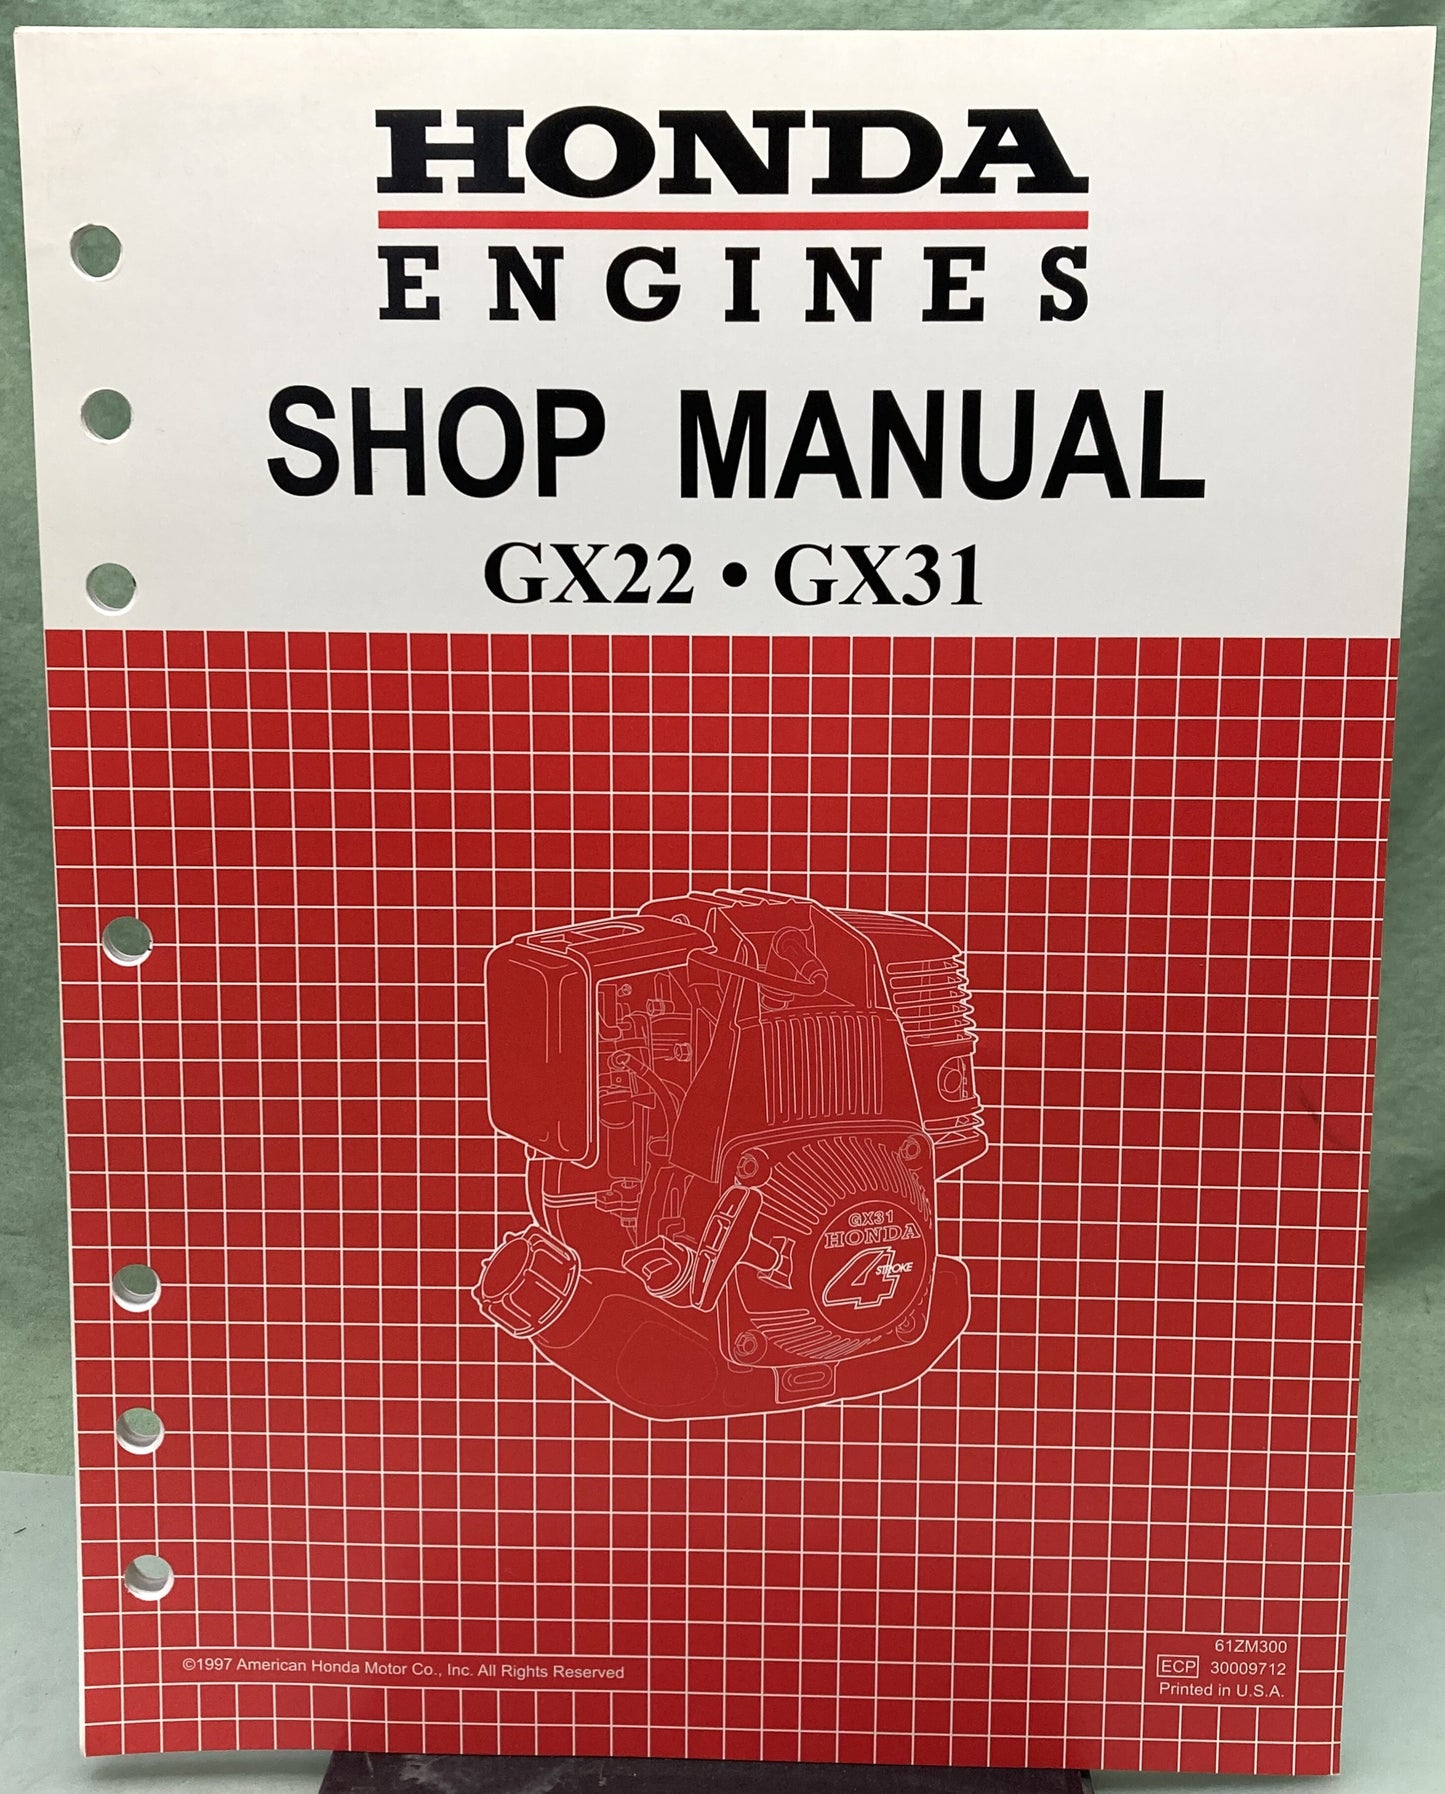 HONDA
ENGINES
SHOP MANUAL
GX22 • GX31
GX31
HONDA
4 STROKE
©1997 American Honda Motor Co., Inc. All Rights Reserved
61ZM300
ECP 30009712
Printed in U.S.A.